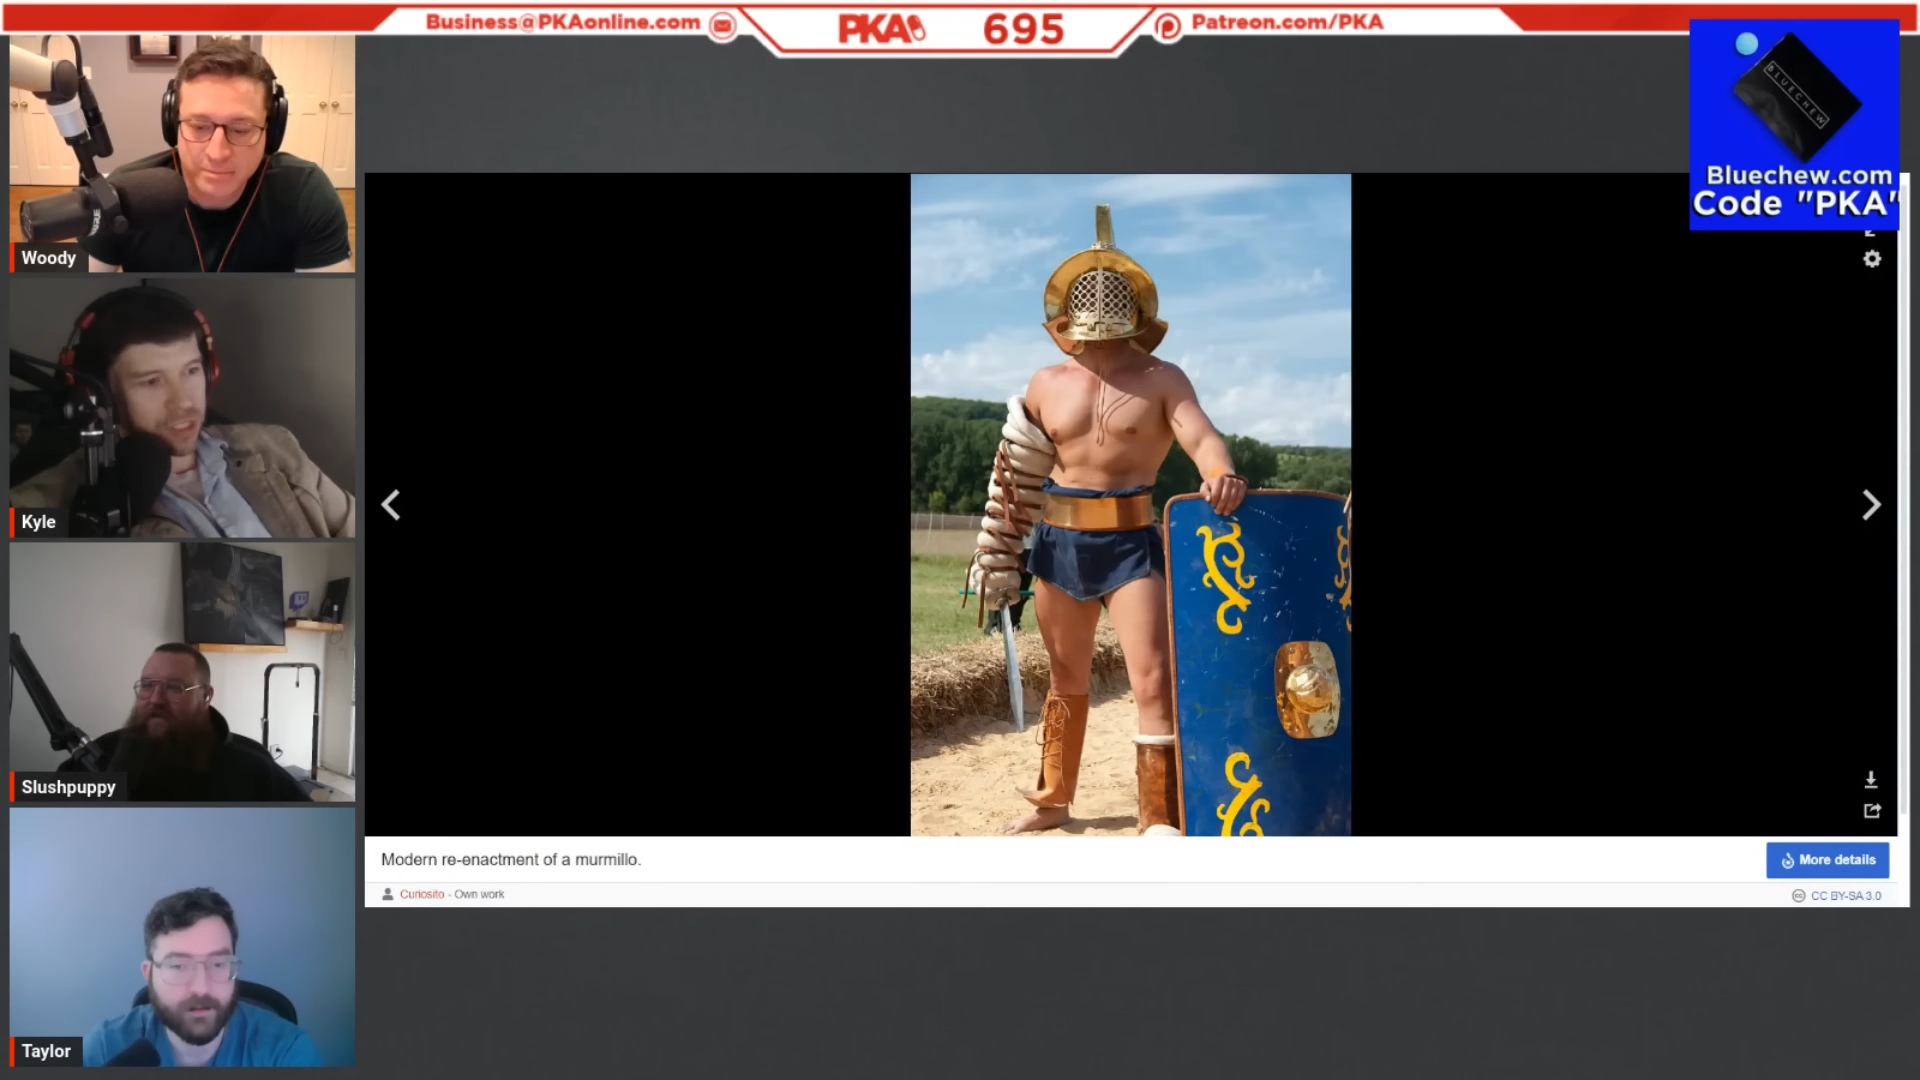 Business@PKAonline.com
PKA
695
Patreon.com/PKA
BLUECHEW
Bluechew.com
Code "PKA"
Woody
Kyle
Slushpuppy
Taylor
Modern re-enactment of a murmillo.
More details
Curiosito - Own work
CC BY-SA 3.0